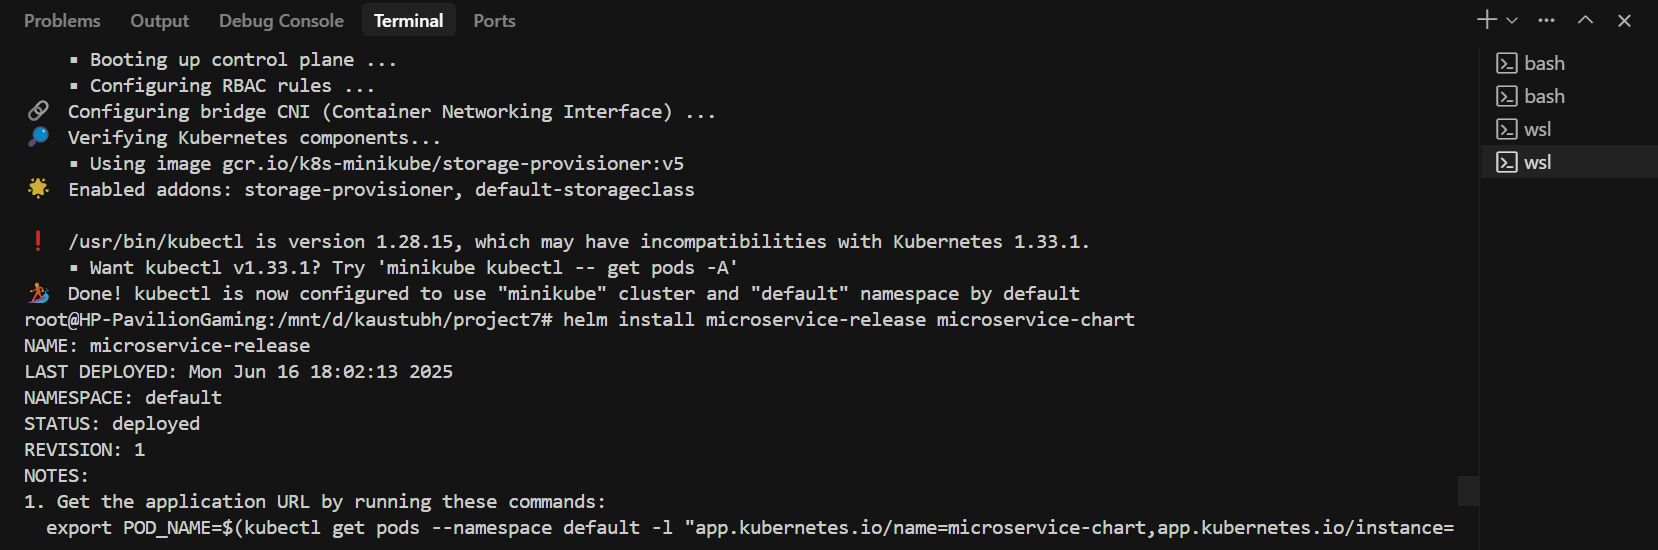 Problems Output Debug Console Terminal Ports
▪ Booting up control plane ...
▪ Configuring RBAC rules ...
Configuring bridge CNI (Container Networking Interface) ...
Verifying Kubernetes components...
▪ Using image gcr.io/k8s-minikube/storage-provisioner:v5
Enabled addons: storage-provisioner, default-storageclass
❗ /usr/bin/kubectl is version 1.28.15, which may have incompatibilities with Kubernetes 1.33.1.
▪ Want kubectl v1.33.1? Try 'minikube kubectl -- get pods -A'
Done! kubectl is now configured to use "minikube" cluster and "default" namespace by default
root@HP-PavilionGaming:/mnt/d/kaustubh/project7# helm install microservice-release microservice-chart
NAME: microservice-release
LAST DEPLOYED: Mon Jun 16 18:02:13 2025
NAMESPACE: default
STATUS: deployed
REVISION: 1
NOTES:
1. Get the application URL by running these commands:
export POD_NAME=$(kubectl get pods --namespace default -l "app.kubernetes.io/name=microservice-chart,app.kubernetes.io/instance=
bash
bash
wsl
wsl